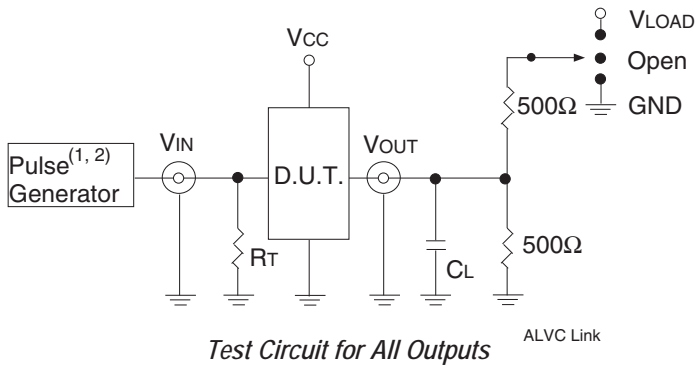 VLOAD
VCC
Open
500Ω
GND
VIN
VOUT
Pulse(1, 2)
Generator
D.U.T.
RT
CL
500Ω
ALVC Link
Test Circuit for All Outputs